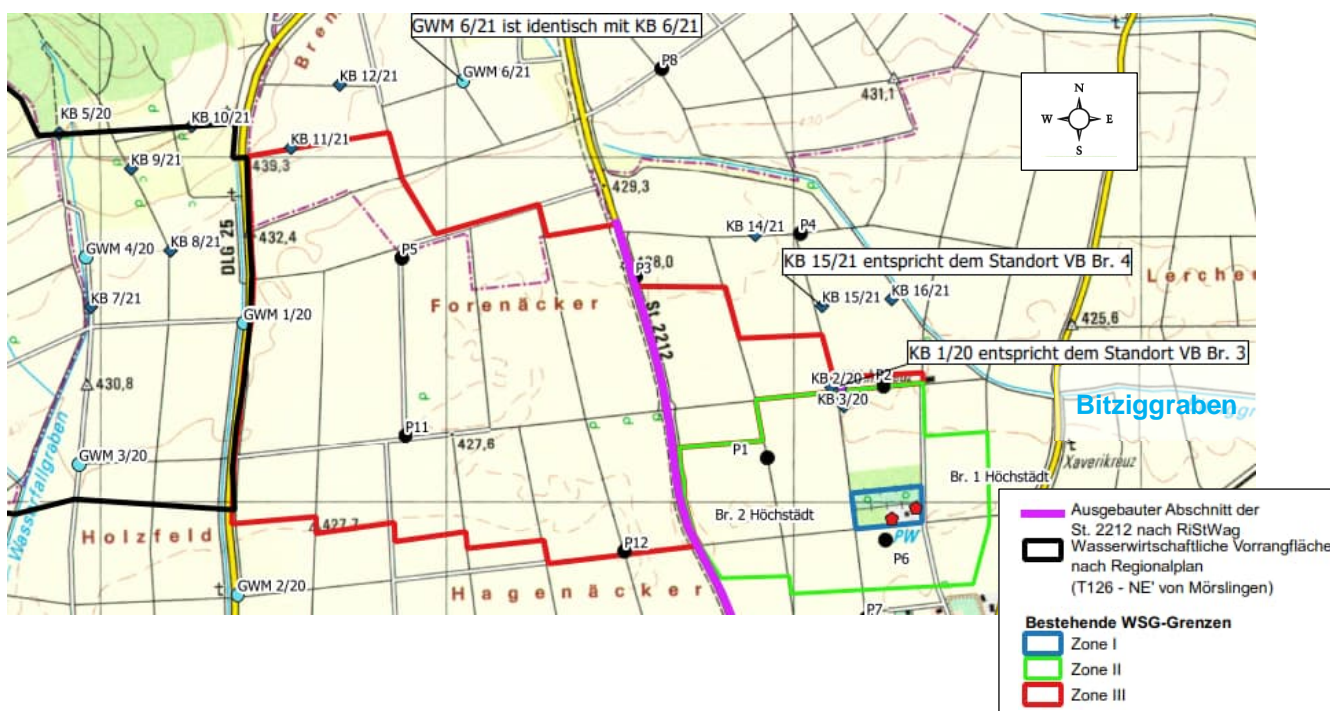 GWM 6/21 ist identisch mit KB 6/21
Bren
P8
KB 12/21
GWM 6/21
431,1
N
W
E
S
KB 5/20
KB 10/21
KB 11/21
KB 9/21
439,3
429,3
DLG 25
432,4
KB 8/21
GWM 4/20
P5
KB 14/21
P4
P3
428,0
KB 15/21 entspricht dem Standort VB Br. 4
Lerchen
KB 7/21
Forenäcker
KB 15/21
KB 16/21
GWM 1/20
St. 2212
425,6
KB 1/20 entspricht dem Standort VB Br. 3
430,8
KB 2/20
P2
KB 3/20
Bitziggraben
P11
427,6
Wasserfallgraben
GWM 3/20
P1
Xaverikreuz
Br. 1 Höchstädt
Br. 2 Höchstädt
427,7
Holzfeld
PW
P12
P6
GWM 2/20
Hagenäcker
P7
Ausgebauter Abschnitt der
St. 2212 nach RiStWag
Wasserwirtschaftliche Vorrangfläche
nach Regionalplan
(T126 - NE' von Mörslingen)
Bestehende WSG-Grenzen
Zone I
Zone II
Zone III